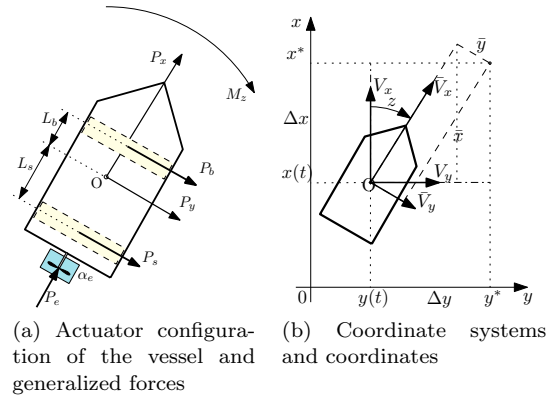 P_x
M_z
L_b
L_s
O
P_b
P_y
P_s
α_e
P_e
x
x*
ȳ
V_x
V̄_x
z
Δx
x̄
x(t)
O
V_y
V̄_y
0
y(t)
Δy
y*
y
(a) Actuator configura-
tion of the vessel and
generalized forces
(b) Coordinate systems
and coordinates